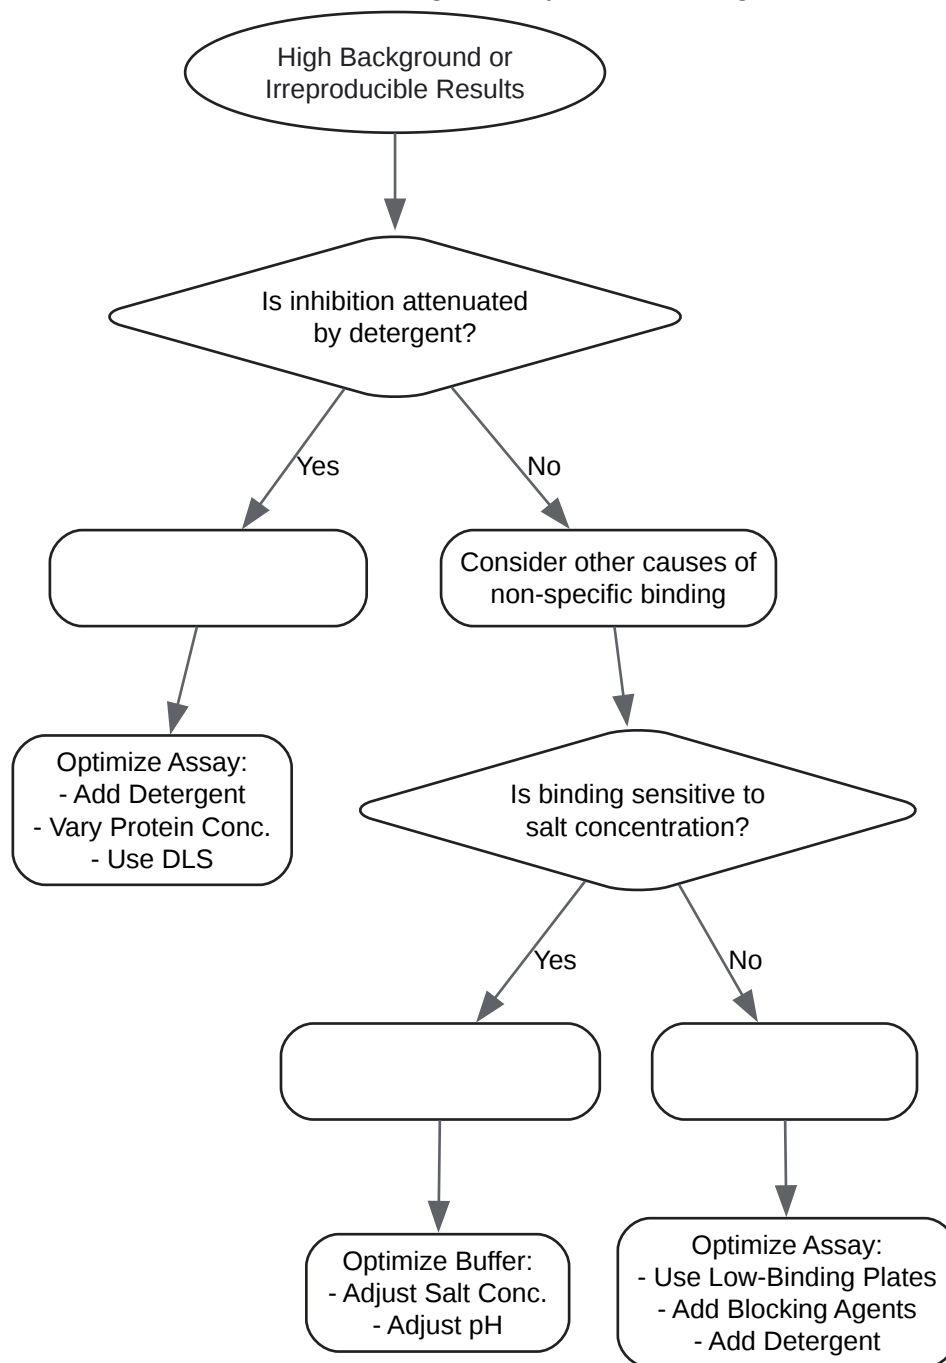 High Background or
Irreproducible Results
Is inhibition attenuated
by detergent?
Yes
No
Consider other causes of
non-specific binding
Optimize Assay:
- Add Detergent
- Vary Protein Conc.
- Use DLS
Is binding sensitive to
salt concentration?
Yes
No
Optimize Buffer:
- Adjust Salt Conc.
- Adjust pH
Optimize Assay:
- Use Low-Binding Plates
- Add Blocking Agents
- Add Detergent